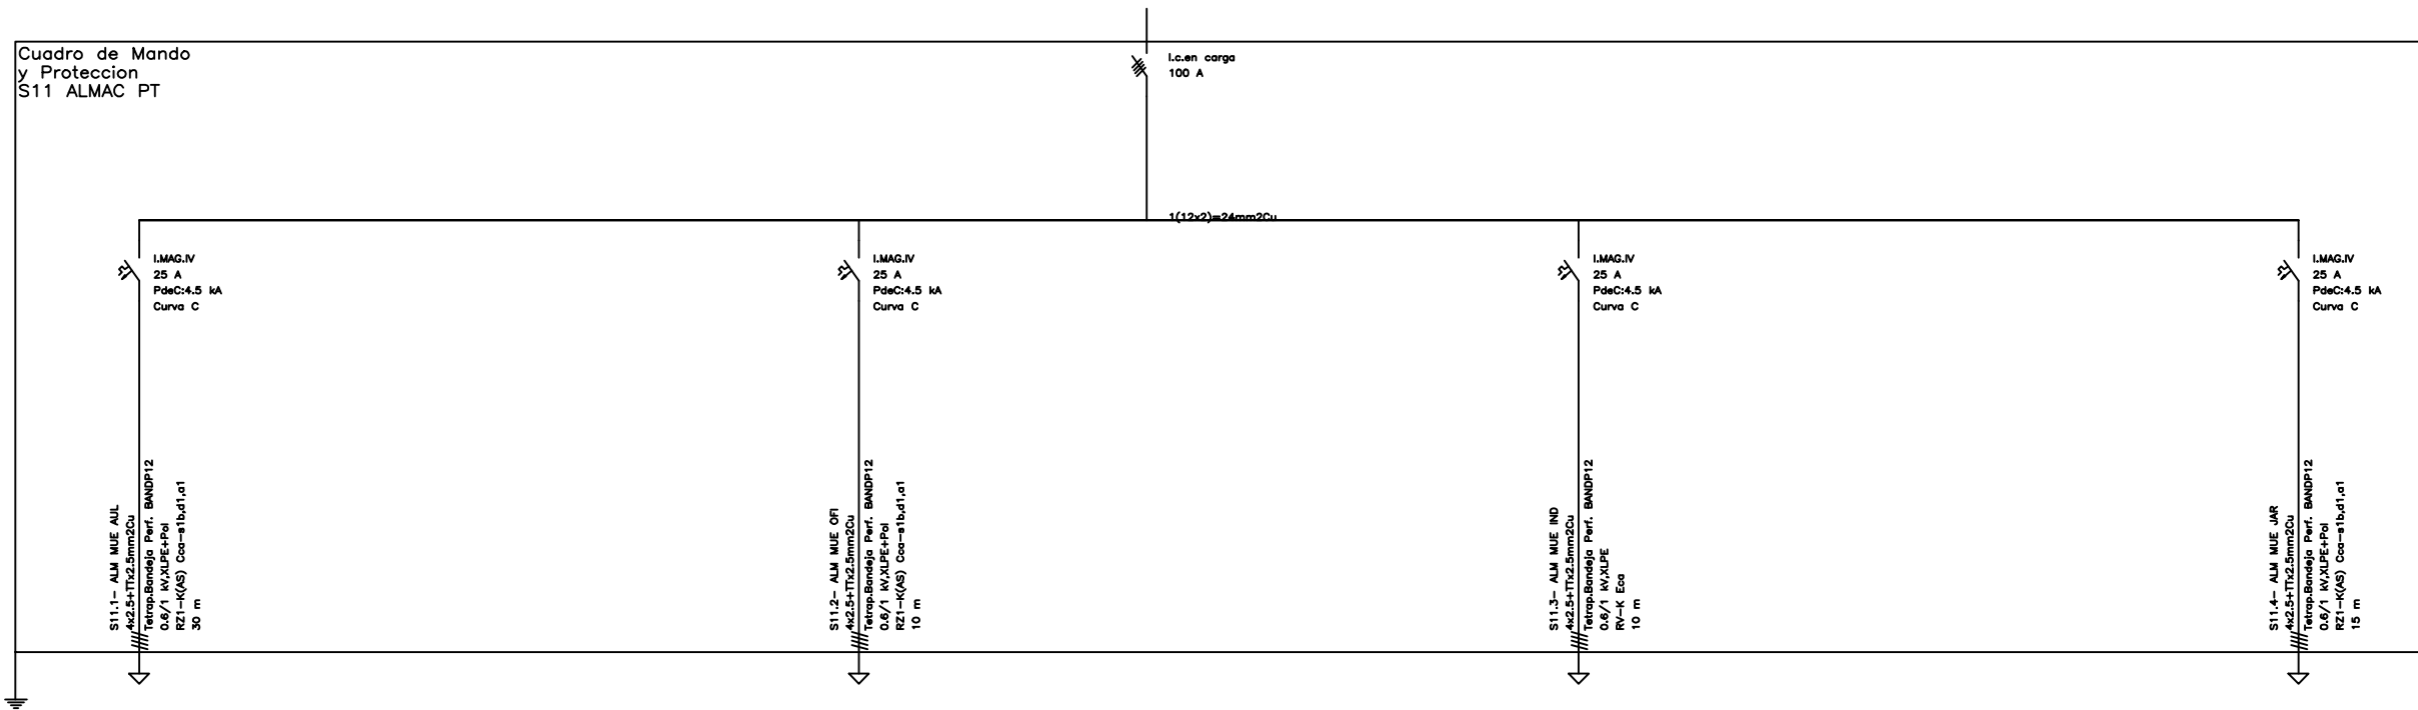 Cuadro de Mando
y Proteccion
S11 ALMAC PT
I.c.en carga
100 A
1(12x2)=24mm2Cu
I.MAG.IV
25 A
PdeC:4.5 kA
Curva C
I.MAG.IV
25 A
PdeC:4.5 kA
Curva C
I.MAG.IV
25 A
PdeC:4.5 kA
Curva C
I.MAG.IV
25 A
PdeC:4.5 kA
Curva C
S11.1- ALM MUE AUL
4x2.5+TTx2.5mm2Cu
Tetrap.Bandeja Perf. BANDP12
0.6/1 kV,XLPE+Pol
RZ1-K(AS) Cca-s1b,d1,a1
30 m
S11.2- ALM MUE OFI
4x2.5+TTx2.5mm2Cu
Tetrap.Bandeja Perf. BANDP12
0.6/1 kV,XLPE+Pol
RZ1-K(AS) Cca-s1b,d1,a1
10 m
S11.3- ALM MUE IND
4x2.5+TTx2.5mm2Cu
Tetrap.Bandeja Perf. BANDP12
0.6/1 kV,XLPE
RV-K Eca
10 m
S11.4- ALM MUE JAR
4x2.5+TTx2.5mm2Cu
Tetrap.Bandeja Perf. BANDP12
0.6/1 kV,XLPE+Pol
RZ1-K(AS) Cca-s1b,d1,a1
15 m